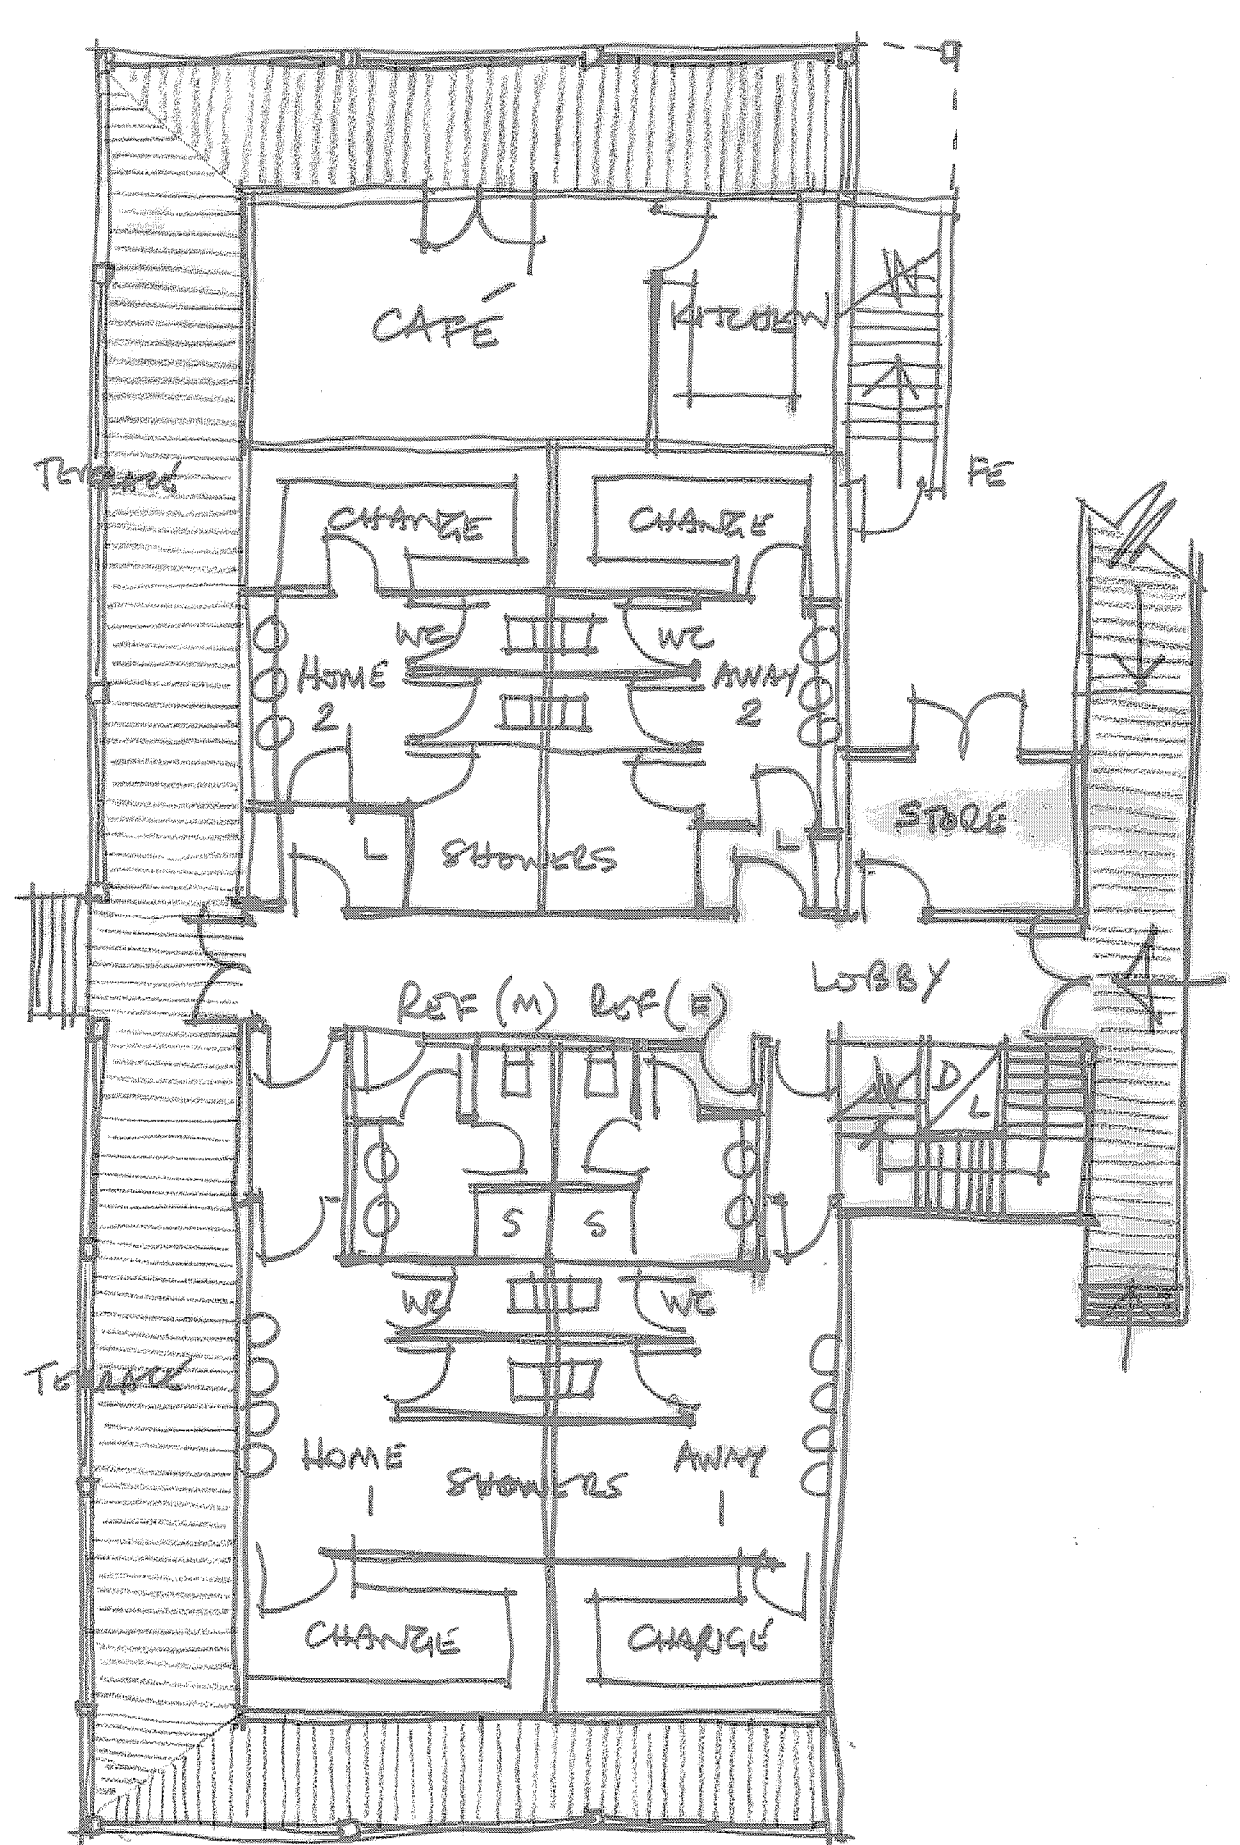 CAFÉ
KITCHEN
TERRACE
FE
CHANGE
CHANGE
WC
WC
HOME
2
AWAY
2
STORE
L
SHOWERS
L
LOBBY
REF (M)
REF (F)
D
L
S
S
WC
WC
TERRACE
HOME
1
SHOWERS
AWAY
1
CHANGE
CHANGE